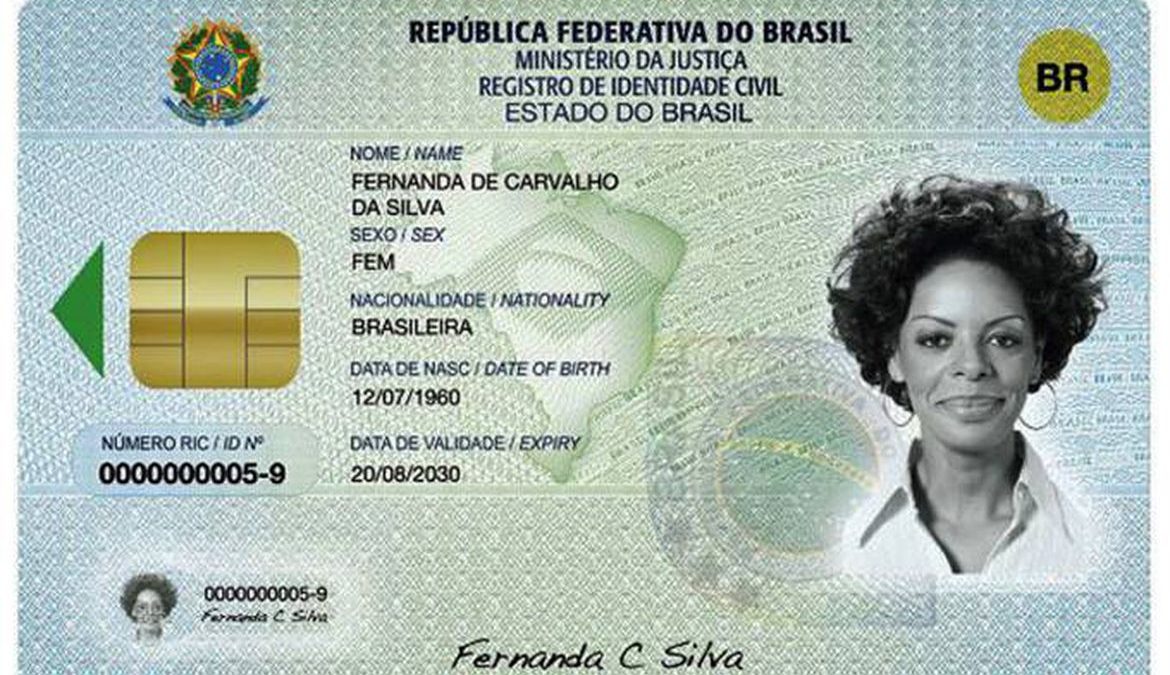 REPÚBLICA FEDERATIVA DO BRASIL
MINISTÉRIO DA JUSTIÇA
REGISTRO DE IDENTIDADE CIVIL
ESTADO DO BRASIL
BR
NOME / NAME
FERNANDA DE CARVALHO
DA SILVA
SEXO / SEX
FEM
NACIONALIDADE / NATIONALITY
BRASILEIRA
DATA DE NASC / DATE OF BIRTH
12/07/1960
NÚMERO RIC / ID Nº
0000000005-9
DATA DE VALIDADE / EXPIRY
20/08/2030
0000000005-9
Fernanda C Silva
Fernanda C Silva